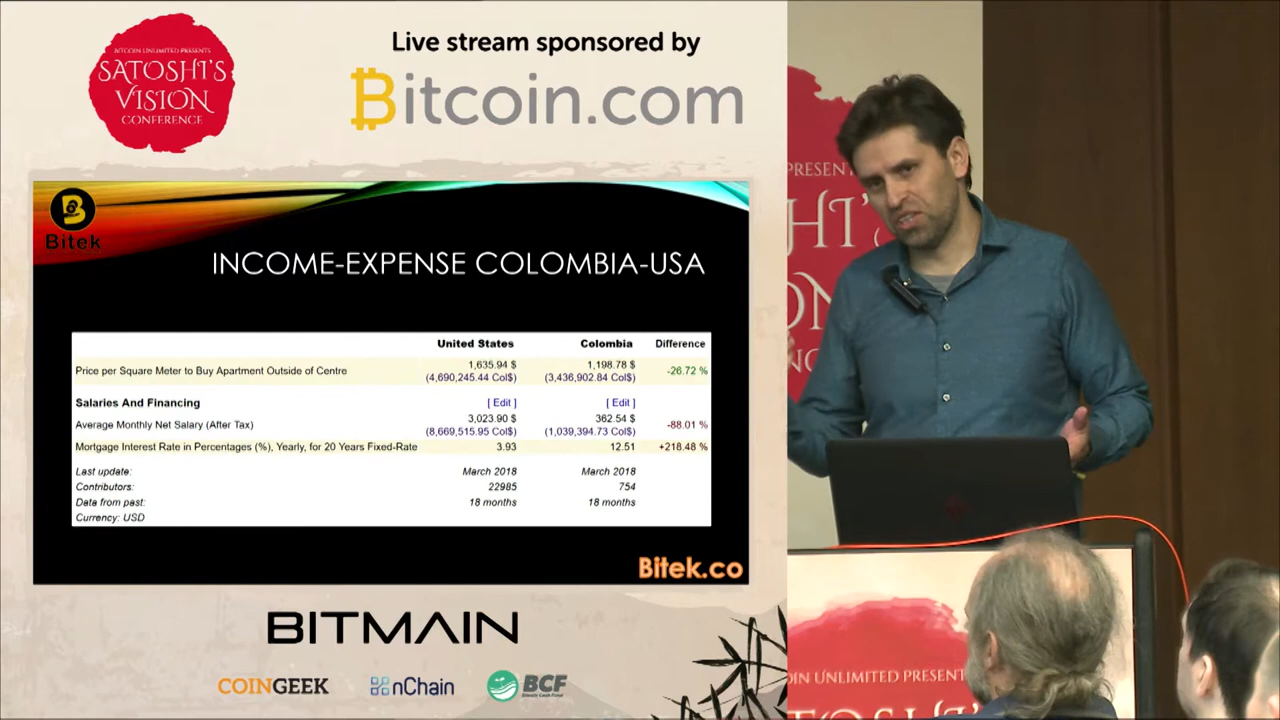 BITCOIN UNLIMITED PRESENTS
SATOSHI'S
VISION
CONFERENCE
Live stream sponsored by
Bitcoin.com
Bitek
INCOME-EXPENSE COLOMBIA-USA
United States Colombia Difference
Price per Square Meter to Buy Apartment Outside of Centre 1,635.94 $ 1,198.78 $ -26.72 %
(4,690,245.44 Col$) (3,436,902.84 Col$)
Salaries And Financing [ Edit ] [ Edit ]
Average Monthly Net Salary (After Tax) 3,023.90 $ 362.54 $ -88.01 %
(8,669,515.95 Col$) (1,039,394.73 Col$)
Mortgage Interest Rate in Percentages (%), Yearly, for 20 Years Fixed-Rate 3.93 12.51 +218.48 %
Last update: March 2018 March 2018
Contributors: 22985 754
Data from past: 18 months 18 months
Currency: USD
Bitek.co
BITMAIN
COINGEEK nChain BCF
PRESEN
OIN UNLIMITED PRESENT